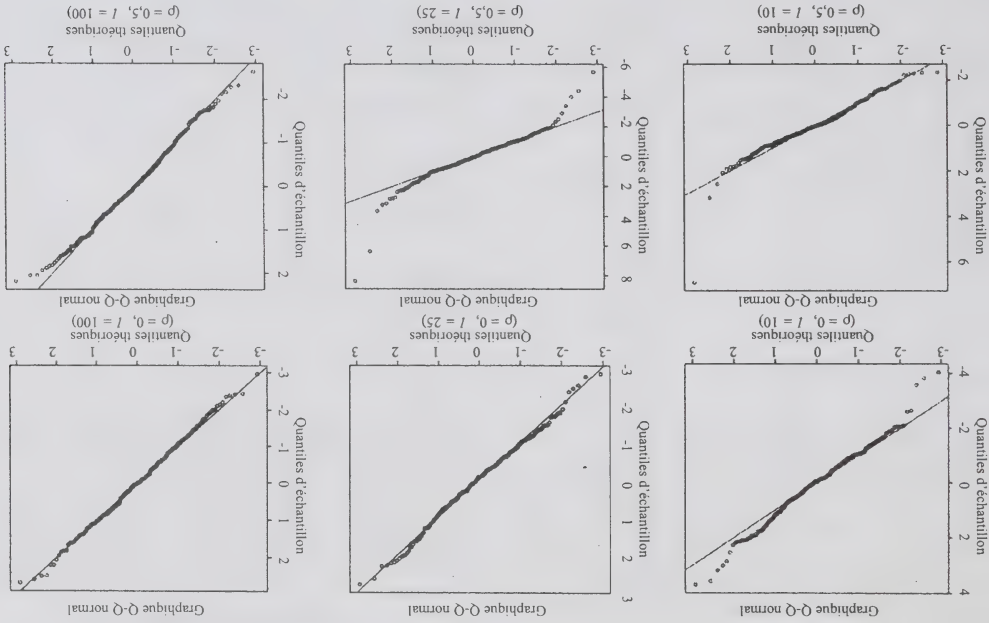 Graphique Q-Q normal
Quantiles d'échantillon
4
2
0
-2
-4
-3 -2 -1 0 1 2 3
Quantiles théoriques
(ρ = 0, l = 10)
Graphique Q-Q normal
Quantiles d'échantillon
3
2
1
0
-1
-2
-3
-3 -2 -1 0 1 2 3
Quantiles théoriques
(ρ = 0, l = 25)
Graphique Q-Q normal
Quantiles d'échantillon
2
1
0
-1
-2
-3
-3 -2 -1 0 1 2 3
Quantiles théoriques
(ρ = 0, l = 100)
Graphique Q-Q normal
Quantiles d'échantillon
6
4
2
0
-2
-3 -2 -1 0 1 2 3
Quantiles théoriques
(ρ = 0,5, l = 10)
Graphique Q-Q normal
Quantiles d'échantillon
8
6
4
2
0
-2
-4
-6
-3 -2 -1 0 1 2 3
Quantiles théoriques
(ρ = 0,5, l = 25)
Graphique Q-Q normal
Quantiles d'échantillon
2
1
0
-1
-2
-3 -2 -1 0 1 2 3
Quantiles théoriques
(ρ = 0,5, l = 100)